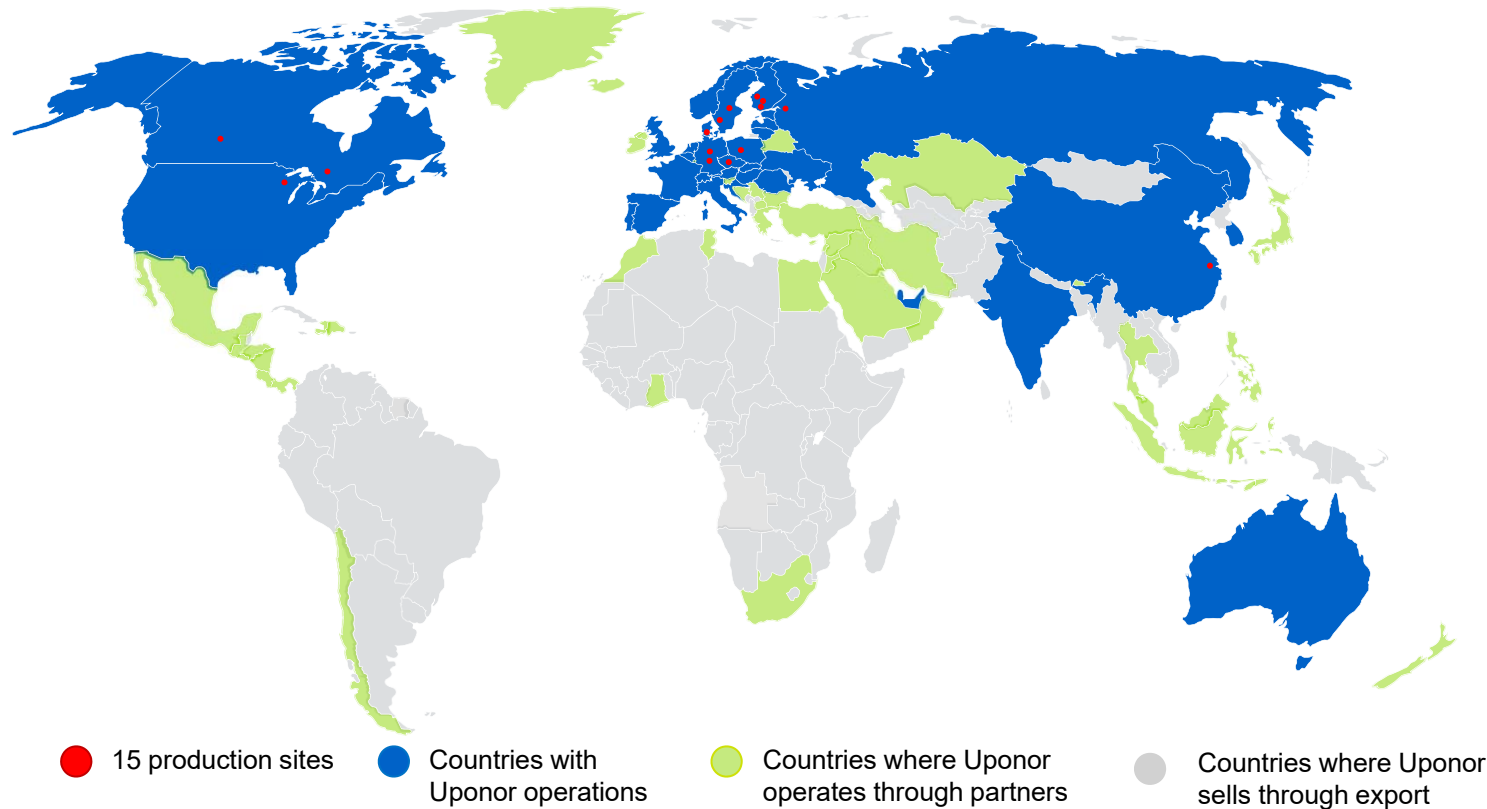 15 production sites
Countries with
Uponor operations
Countries where Uponor
operates through partners
Countries where Uponor
sells through export